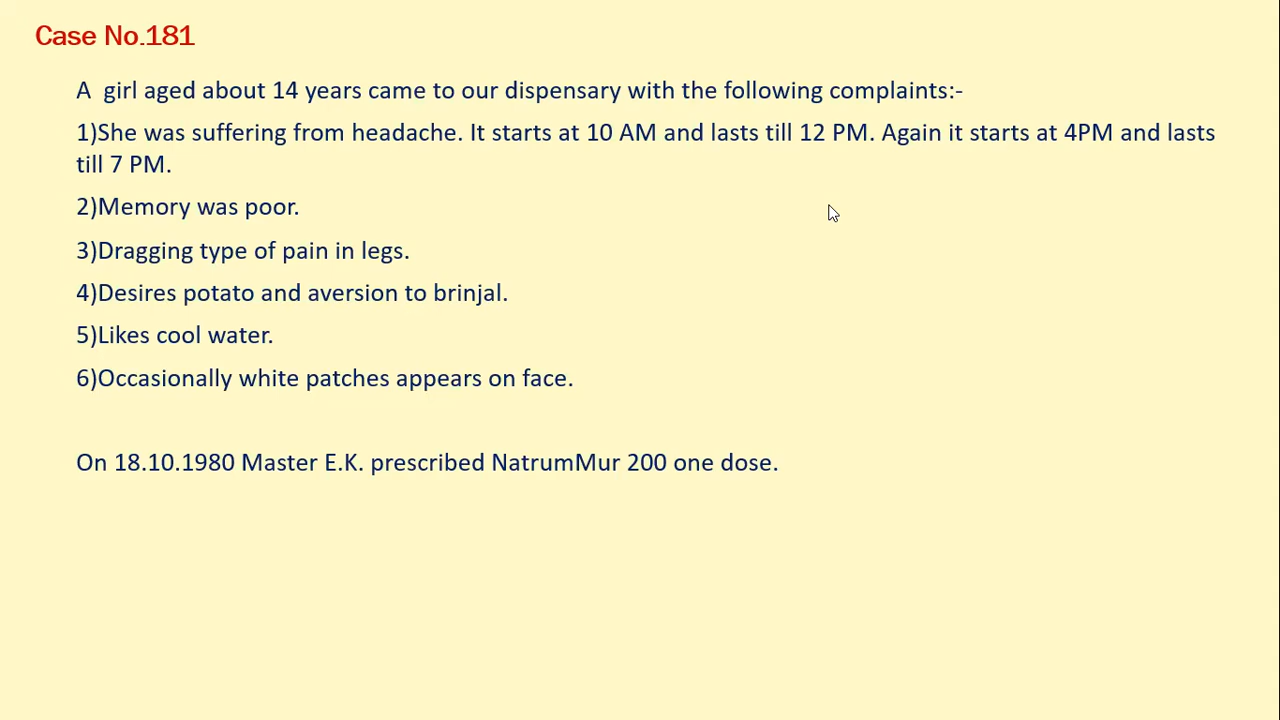 Case No.181
A  girl aged about 14 years came to our dispensary with the following complaints:-
1)She was suffering from headache. It starts at 10 AM and lasts till 12 PM. Again it starts at 4PM and lasts
till 7 PM.
2)Memory was poor.
3)Dragging type of pain in legs.
4)Desires potato and aversion to brinjal.
5)Likes cool water.
6)Occasionally white patches appears on face.
On 18.10.1980 Master E.K. prescribed NatrumMur 200 one dose.